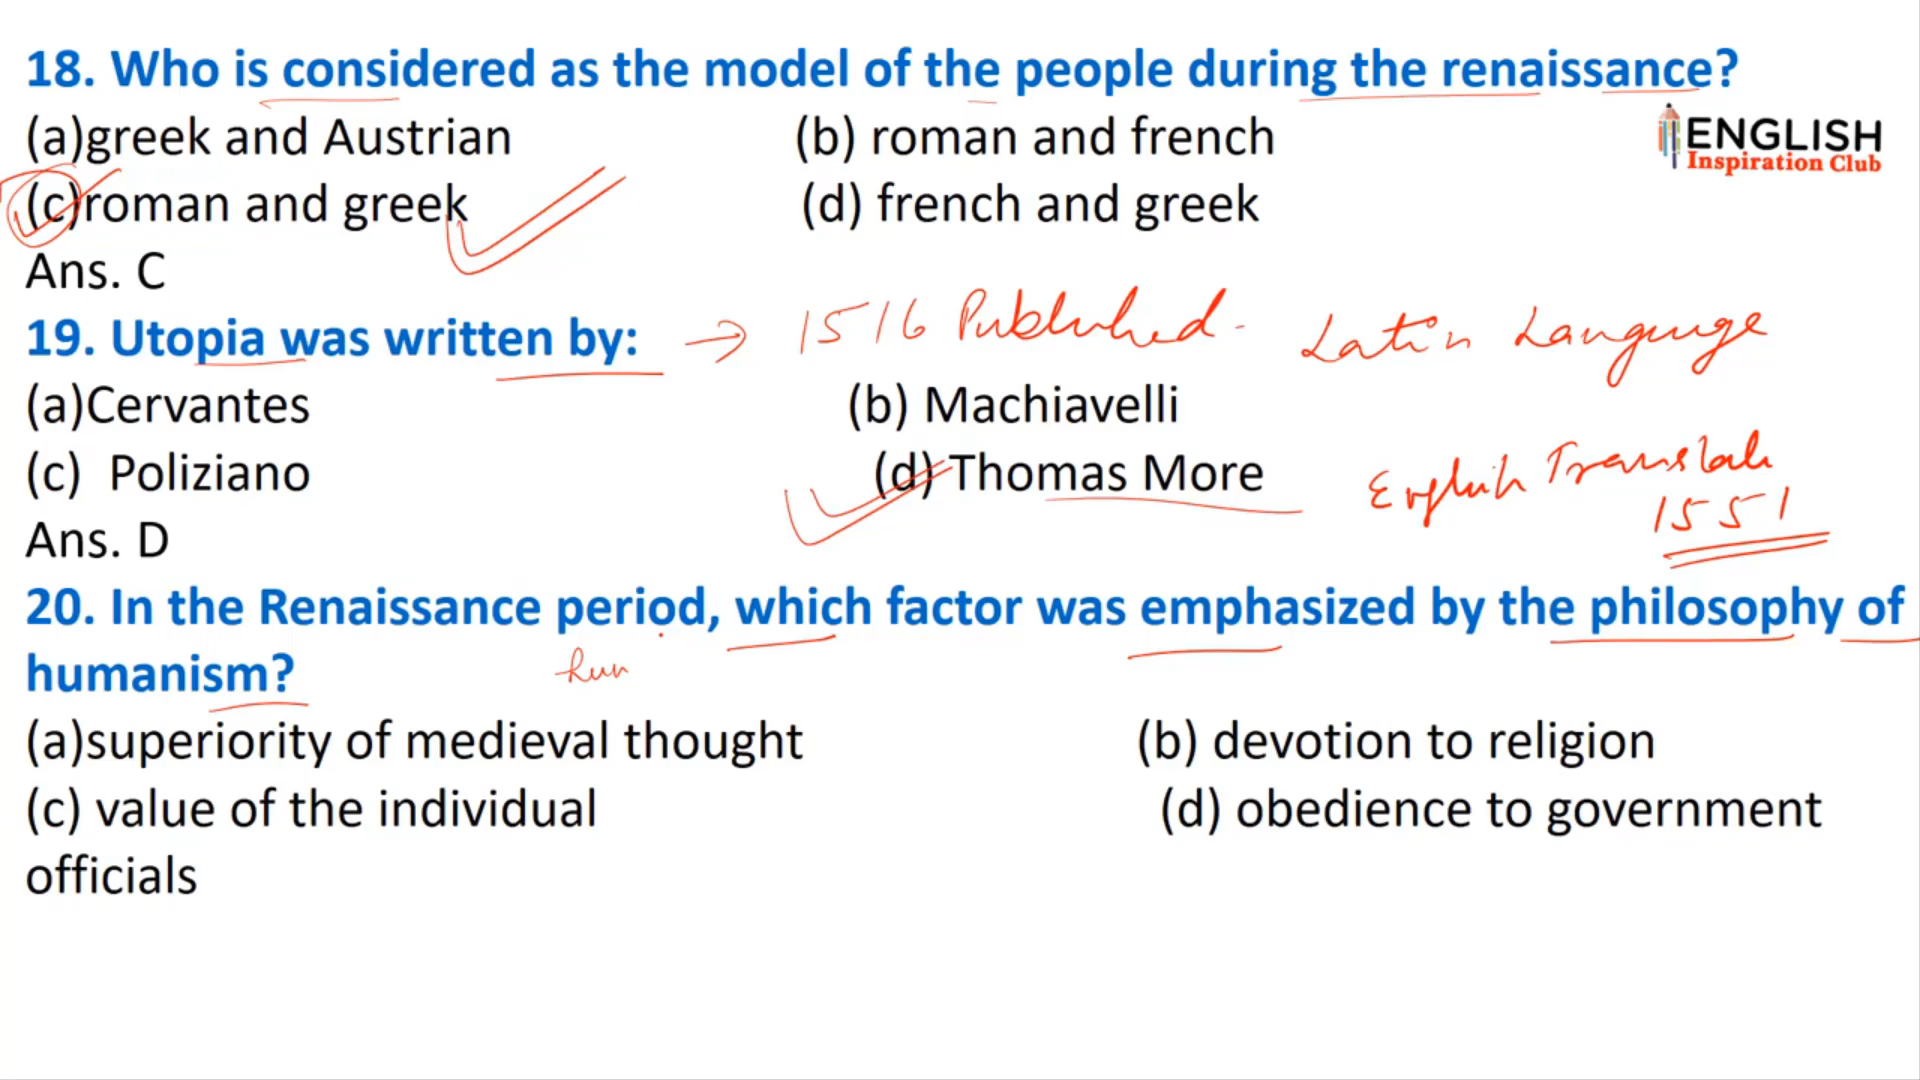 18. Who is considered as the model of the people during the renaissance?
(a)greek and Austrian (b) roman and french
ENGLISH
Inspiration Club
(c)roman and greek (d) french and greek
Ans. C
19. Utopia was written by: → 1516 Published. Latin Language
(a)Cervantes (b) Machiavelli
(c) Poliziano (d) Thomas More
English Translate
1551
Ans. D
20. In the Renaissance period, which factor was emphasized by the philosophy of
humanism?
hun
(a)superiority of medieval thought (b) devotion to religion
(c) value of the individual (d) obedience to government
officials